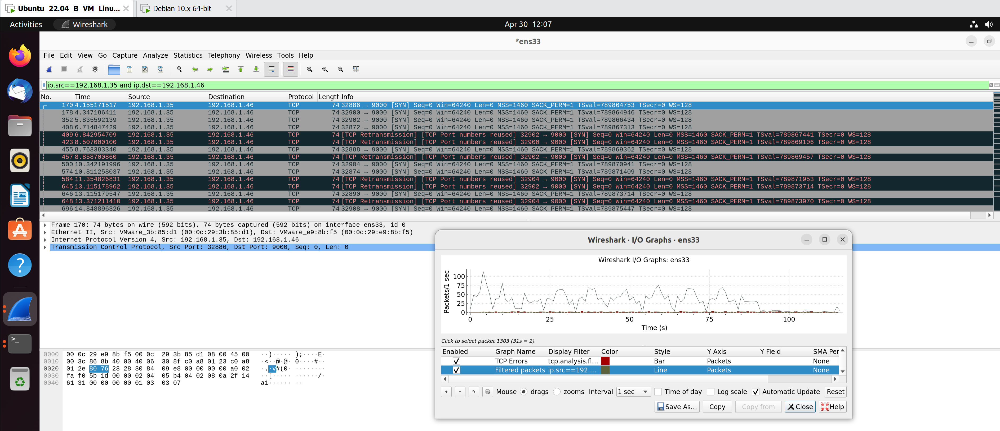 Ubuntu_22.04_B_VM_Linu...
Debian 10.x 64-bit
Activities
Wireshark
Apr 30 12:07
*ens33
File Edit View Go Capture Analyze Statistics Telephony Wireless Tools Help
ip.src==192.168.1.35 and ip.dst==192.168.1.46
No. Time Source Destination Protocol Length Info
170 4.155171517 192.168.1.35 192.168.1.46 TCP 74 32886 → 9000 [SYN] Seq=0 Win=64240 Len=0 MSS=1460 SACK_PERM=1 TSval=789864753 TSecr=0 WS=128
178 4.347186411 192.168.1.35 192.168.1.46 TCP 74 32900 → 9000 [SYN] Seq=0 Win=64240 Len=0 MSS=1460 SACK_PERM=1 TSval=789864946 TSecr=0 WS=128
352 5.835592139 192.168.1.35 192.168.1.46 TCP 74 32902 → 9000 [SYN] Seq=0 Win=64240 Len=0 MSS=1460 SACK_PERM=1 TSval=789866434 TSecr=0 WS=128
408 6.714847429 192.168.1.35 192.168.1.46 TCP 74 32872 → 9000 [SYN] Seq=0 Win=64240 Len=0 MSS=1460 SACK_PERM=1 TSval=789867313 TSecr=0 WS=128
409 6.842954709 192.168.1.35 192.168.1.46 TCP 74 [TCP Retransmission] [TCP Port numbers reused] 32902 → 9000 [SYN] Seq=0 Win=64240 Len=0 MSS=1460 SACK_PERM=1 TSval=789867441 TSecr=0 WS=128
423 8.507000100 192.168.1.35 192.168.1.46 TCP 74 [TCP Retransmission] [TCP Port numbers reused] 32900 → 9000 [SYN] Seq=0 Win=64240 Len=0 MSS=1460 SACK_PERM=1 TSval=789869106 TSecr=0 WS=128
455 8.763383340 192.168.1.35 192.168.1.46 TCP 74 32888 → 9000 [SYN] Seq=0 Win=64240 Len=0 MSS=1460 SACK_PERM=1 TSval=789869362 TSecr=0 WS=128
457 8.858700860 192.168.1.35 192.168.1.46 TCP 74 [TCP Retransmission] [TCP Port numbers reused] 32902 → 9000 [SYN] Seq=0 Win=64240 Len=0 MSS=1460 SACK_PERM=1 TSval=789869457 TSecr=0 WS=128
500 10.342191996 192.168.1.35 192.168.1.46 TCP 74 32904 → 9000 [SYN] Seq=0 Win=64240 Len=0 MSS=1460 SACK_PERM=1 TSval=789870941 TSecr=0 WS=128
574 10.811258037 192.168.1.35 192.168.1.46 TCP 74 32874 → 9000 [SYN] Seq=0 Win=64240 Len=0 MSS=1460 SACK_PERM=1 TSval=789871409 TSecr=0 WS=128
584 11.354826831 192.168.1.35 192.168.1.46 TCP 74 [TCP Retransmission] [TCP Port numbers reused] 32904 → 9000 [SYN] Seq=0 Win=64240 Len=0 MSS=1460 SACK_PERM=1 TSval=789871953 TSecr=0 WS=128
645 13.115178962 192.168.1.35 192.168.1.46 TCP 74 [TCP Retransmission] [TCP Port numbers reused] 32902 → 9000 [SYN] Seq=0 Win=64240 Len=0 MSS=1460 SACK_PERM=1 TSval=789873714 TSecr=0 WS=128
646 13.115179547 192.168.1.35 192.168.1.46 TCP 74 32890 → 9000 [SYN] Seq=0 Win=64240 Len=0 MSS=1460 SACK_PERM=1 TSval=789873714 TSecr=0 WS=128
648 13.371211410 192.168.1.35 192.168.1.46 TCP 74 [TCP Retransmission] [TCP Port numbers reused] 32904 → 9000 [SYN] Seq=0 Win=64240 Len=0 MSS=1460 SACK_PERM=1 TSval=789873970 TSecr=0 WS=128
696 14.848896326 192.168.1.35 192.168.1.46 TCP 74 32908 → 9000 [SYN] Seq=0 Win=64240 Len=0 MSS=1460 SACK_PERM=1 TSval=789875447 TSecr=0 WS=128
Frame 170: 74 bytes on wire (592 bits), 74 bytes captured (592 bits) on interface ens33, id 0
Ethernet II, Src: VMware_3b:85:d1 (00:0c:29:3b:85:d1), Dst: VMware_e9:8b:f5 (00:0c:29:e9:8b:f5)
Internet Protocol Version 4, Src: 192.168.1.35, Dst: 192.168.1.46
Transmission Control Protocol, Src Port: 32886, Dst Port: 9000, Seq: 0, Len: 0
0000 00 0c 29 e9 8b f5 00 0c 29 3b 85 d1 08 00 45 00 ··)····· );····E·
0010 00 3c 86 8b 40 00 40 06 30 8f c0 a8 01 23 c0 a8 ·<··@·@· 0····#··
0020 01 2e 80 76 23 28 30 84 09 e8 00 00 00 00 a0 02 ·.·v#(0· ········
0030 fa f0 5b 1d 00 00 02 04 05 b4 04 02 08 0a 2f 14 ··[····· ······/·
0040 61 31 00 00 00 00 01 03 03 07 a1······ ··
Wireshark · I/O Graphs · ens33
Wireshark I/O Graphs: ens33
Packets/1 sec
100
75
50
25
0
0 25 50 75 100
Time (s)
Click to select packet 1303 (31s = 2).
Enabled Graph Name Display Filter Color Style Y Axis Y Field SMA Per
TCP Errors tcp.analysis.fl... Bar Packets None
Filtered packets ip.src==192.... Line Packets None
+ - Mouse drags zooms Interval 1 sec Time of day Log scale Automatic Update Reset
Save As... Copy Copy from Close Help